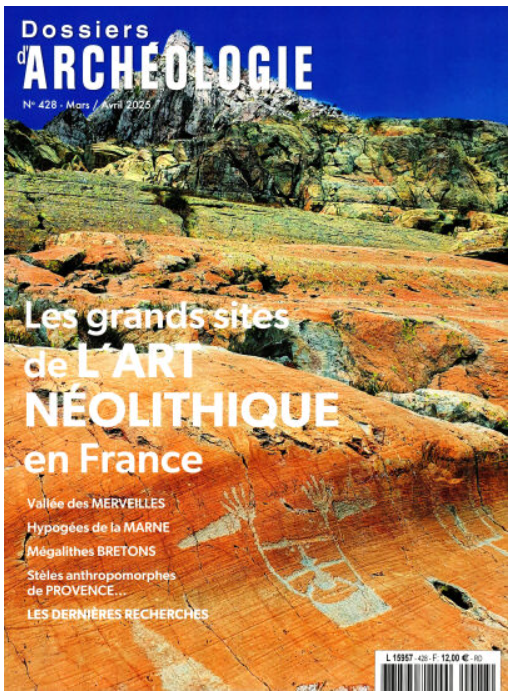 Dossiers
d'ARCHÉOLOGIE
N° 428 - Mars / Avril 2025
Les grands sites
de L'ART
NÉOLITHIQUE
en France
Vallée des MERVEILLES
Hypogées de la MARNE
Mégalithes BRETONS
Stèles anthropomorphes
de PROVENCE...
LES DERNIÈRES RECHERCHES
L 15957 - 428 - F: 12,00 € - RD